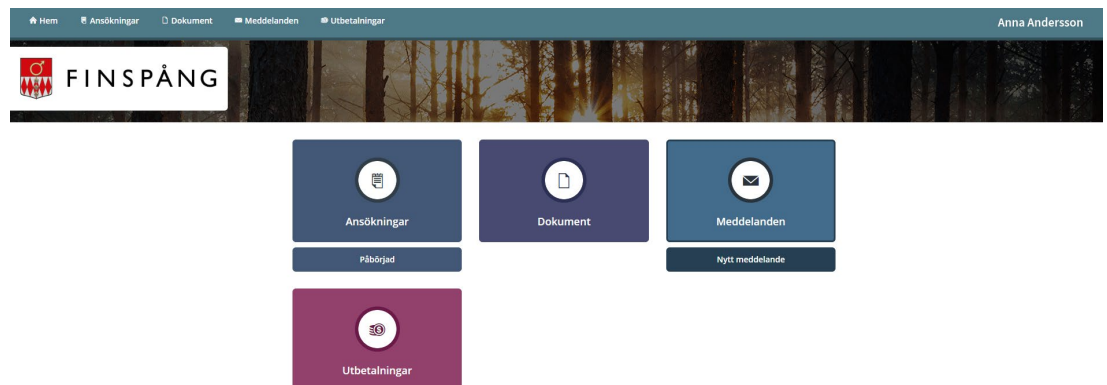 Hem Ansökningar Dokument Meddelanden Utbetalningar Anna Andersson
FINSPÅNG
Ansökningar Dokument Meddelanden
Påbörjad Nytt meddelande
Utbetalningar